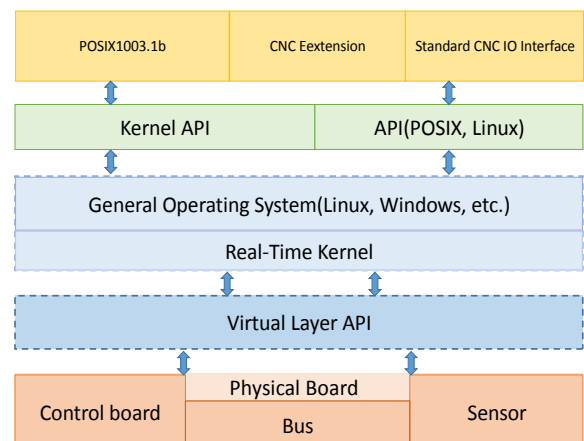 POSIX1003.1b
CNC Eextension
Standard CNC IO Interface
Kernel API
API(POSIX, Linux)
General Operating System(Linux, Windows, etc.)
Real-Time Kernel
Virtual Layer API
Control board
Physical Board
Bus
Sensor